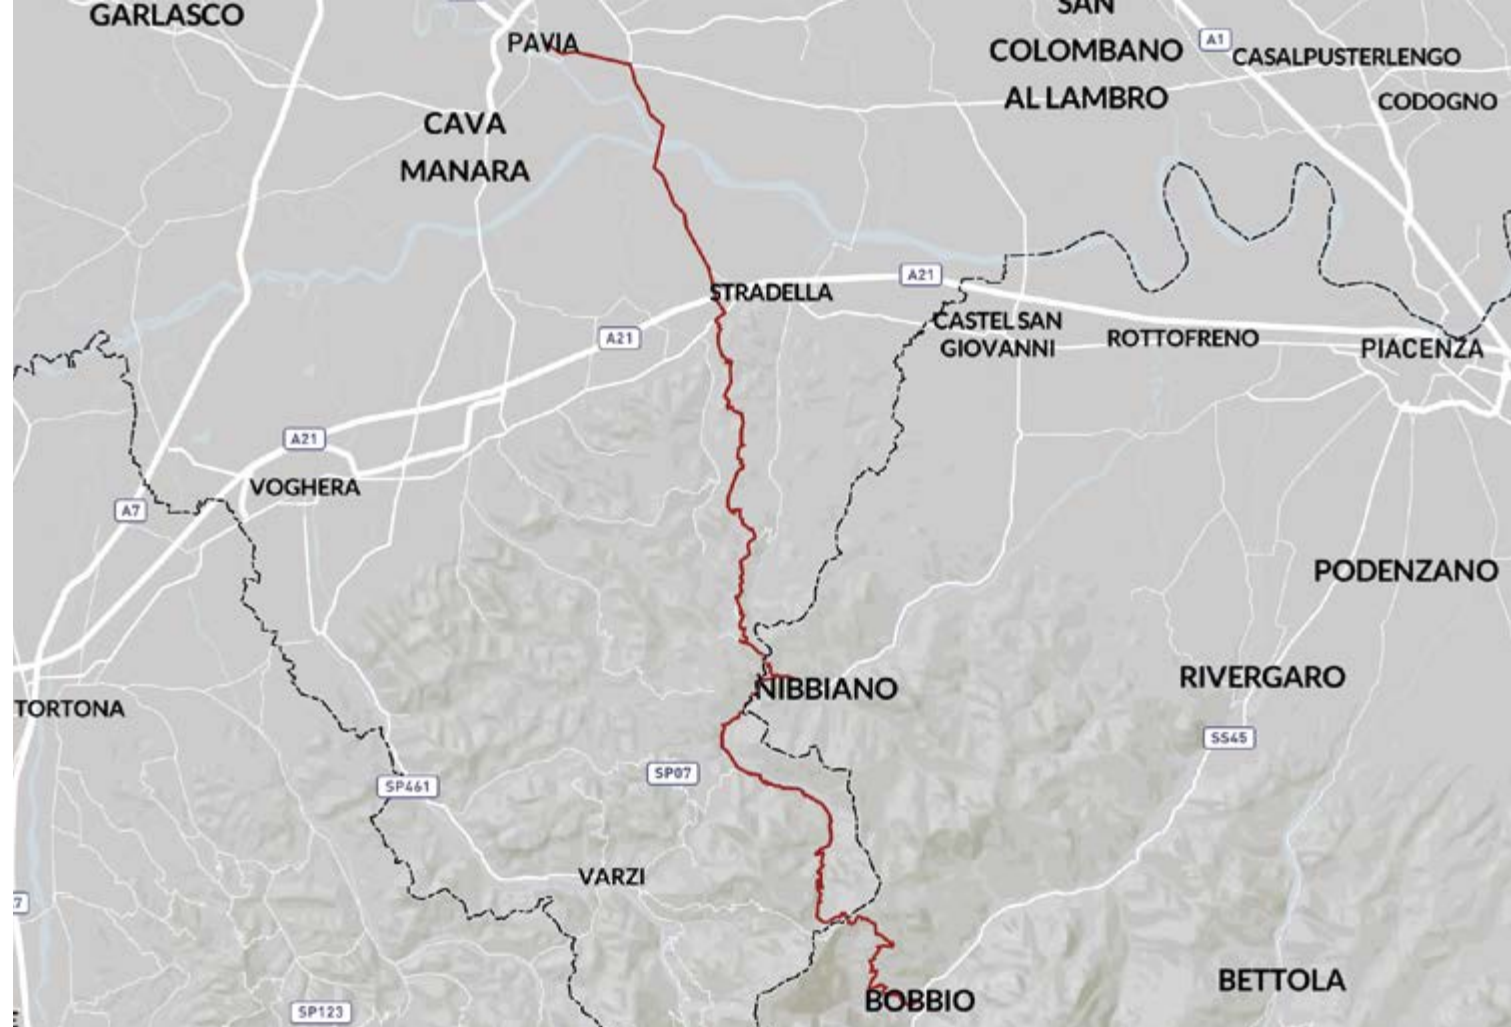 GARLASCO
PAVIA
SAN
COLOMBANO
AL LAMBRO
A1
CASALPUSTERLENGO
CODOGNO
CAVA
MANARA
STRADELLA
A21
A21
CASTEL SAN
GIOVANNI
ROTTOFRENO
PIACENZA
A21
VOGHERA
A7
PODENZANO
NIBBIANO
RIVERGARO
TORTONA
SS45
SP07
SP461
VARZI
7
BETTOLA
BOBBIO
SP123